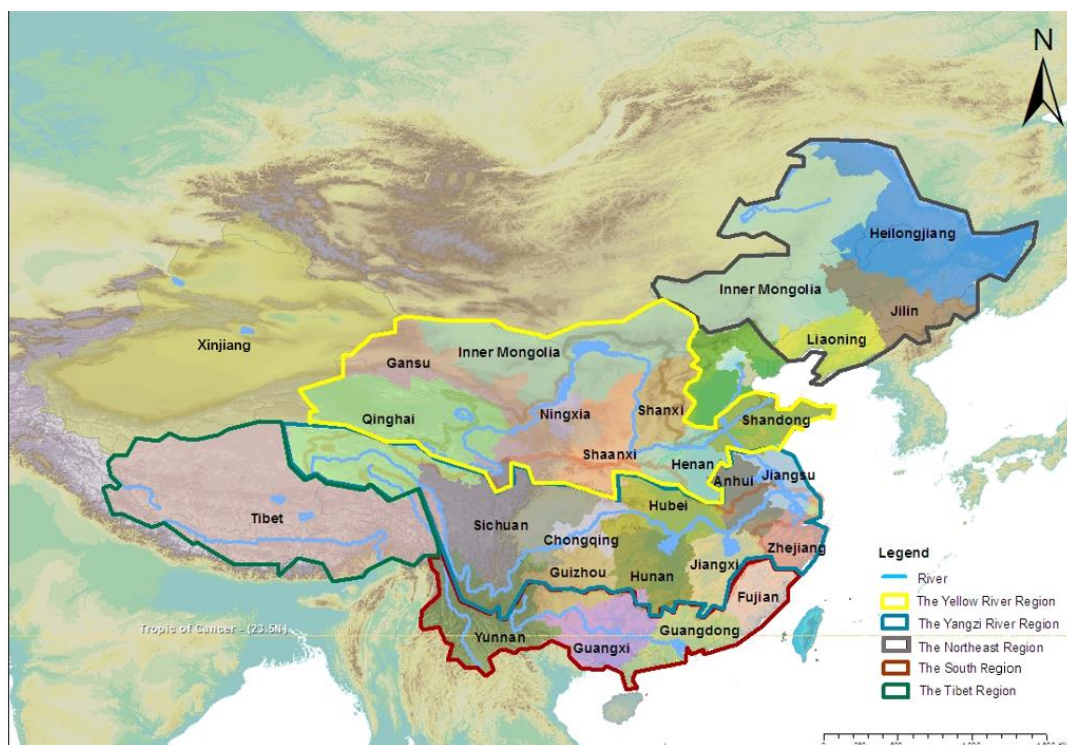 N
Heilongjiang
Inner Mongolia
Jilin
Liaoning
Xinjiang
Gansu
Inner Mongolia
Qinghai
Ningxia
Shanxi
Shandong
Shaanxi
Henan
Anhui
Jiangsu
Tibet
Sichuan
Hubei
Chongqing
Zhejiang
Guizhou
Hunan
Jiangxi
Fujian
Tropic of Cancer - (23.5N)
Yunnan
Guangxi
Guangdong
Legend
River
The Yellow River Region
The Yangzi River Region
The Northeast Region
The South Region
The Tibet Region
0